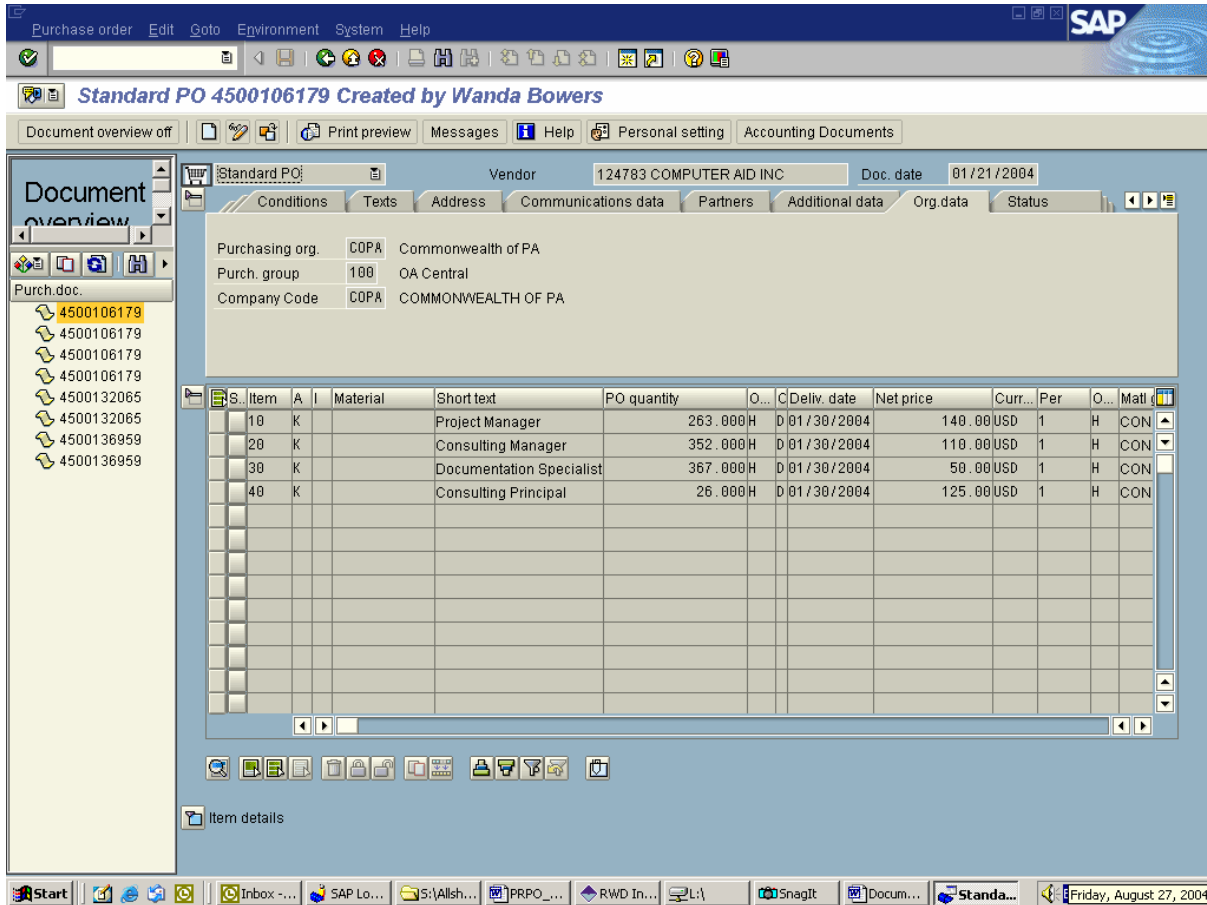 Purchase order Edit Goto Environment System Help
SAP
Standard PO 4500106179 Created by Wanda Bowers
Document overview off Print preview Messages Help Personal setting Accounting Documents
Document overview
Standard PO Vendor 124783 COMPUTER AID INC Doc. date 01/21/2004
Conditions Texts Address Communications data Partners Additional data Org.data Status
Purchasing org. COPA Commonwealth of PA
Purch. group 100 OA Central
Company Code COPA COMMONWEALTH OF PA
Purch.doc.
4500106179
4500106179
4500106179
4500106179
4500132065
4500132065
4500136959
4500136959
S.. Item A I Material Short text PO quantity O... C Deliv. date Net price Curr... Per O... Matl g
10 K Project Manager 263.000 H D 01/30/2004 140.00 USD 1 H CON
20 K Consulting Manager 352.000 H D 01/30/2004 110.00 USD 1 H CON
30 K Documentation Specialist 367.000 H D 01/30/2004 50.00 USD 1 H CON
40 K Consulting Principal 26.000 H D 01/30/2004 125.00 USD 1 H CON
Item details
Start Inbox -... SAP Lo... S:\Allsh... PRPO_... RWD In... L:\ SnagIt Docum... Standa... Friday, August 27, 2004